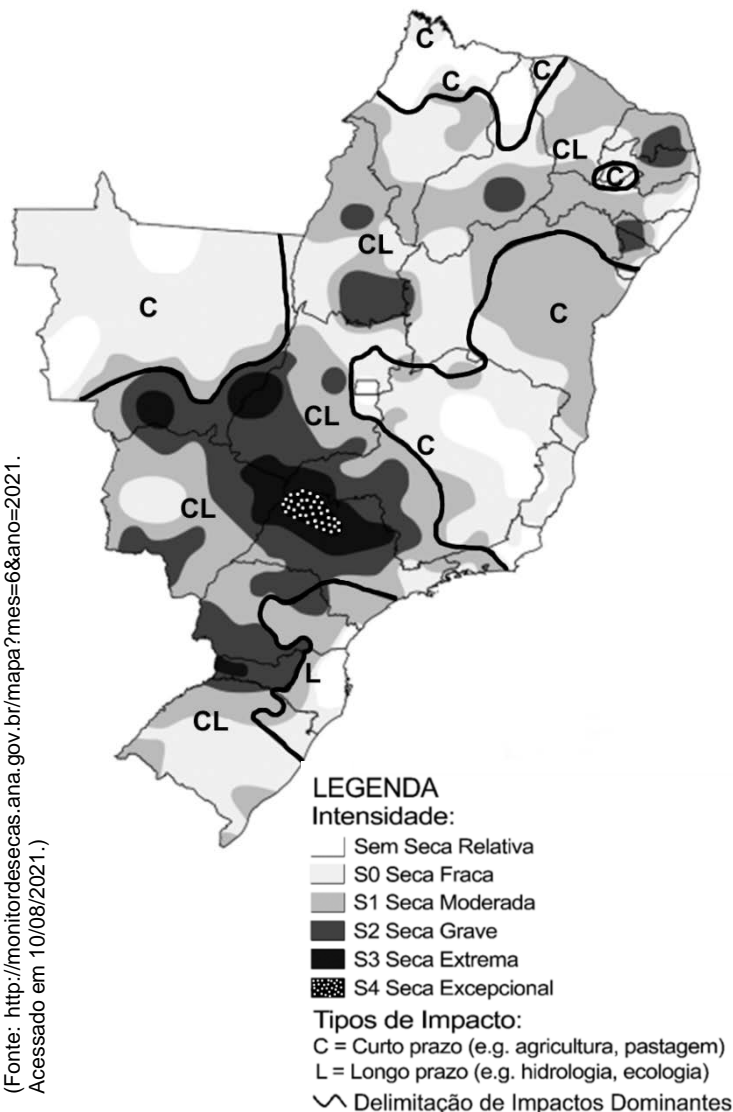 C
C
C
CL
C
CL
C
C
CL
C
CL
L
CL
(Fonte: http://monitordesecas.ana.gov.br/mapa?mes=6&ano=2021.
Acessado em 10/08/2021.)
LEGENDA
Intensidade:
Sem Seca Relativa
S0 Seca Fraca
S1 Seca Moderada
S2 Seca Grave
S3 Seca Extrema
S4 Seca Excepcional
Tipos de Impacto:
C = Curto prazo (e.g. agricultura, pastagem)
L = Longo prazo (e.g. hidrologia, ecologia)
Delimitação de Impactos Dominantes